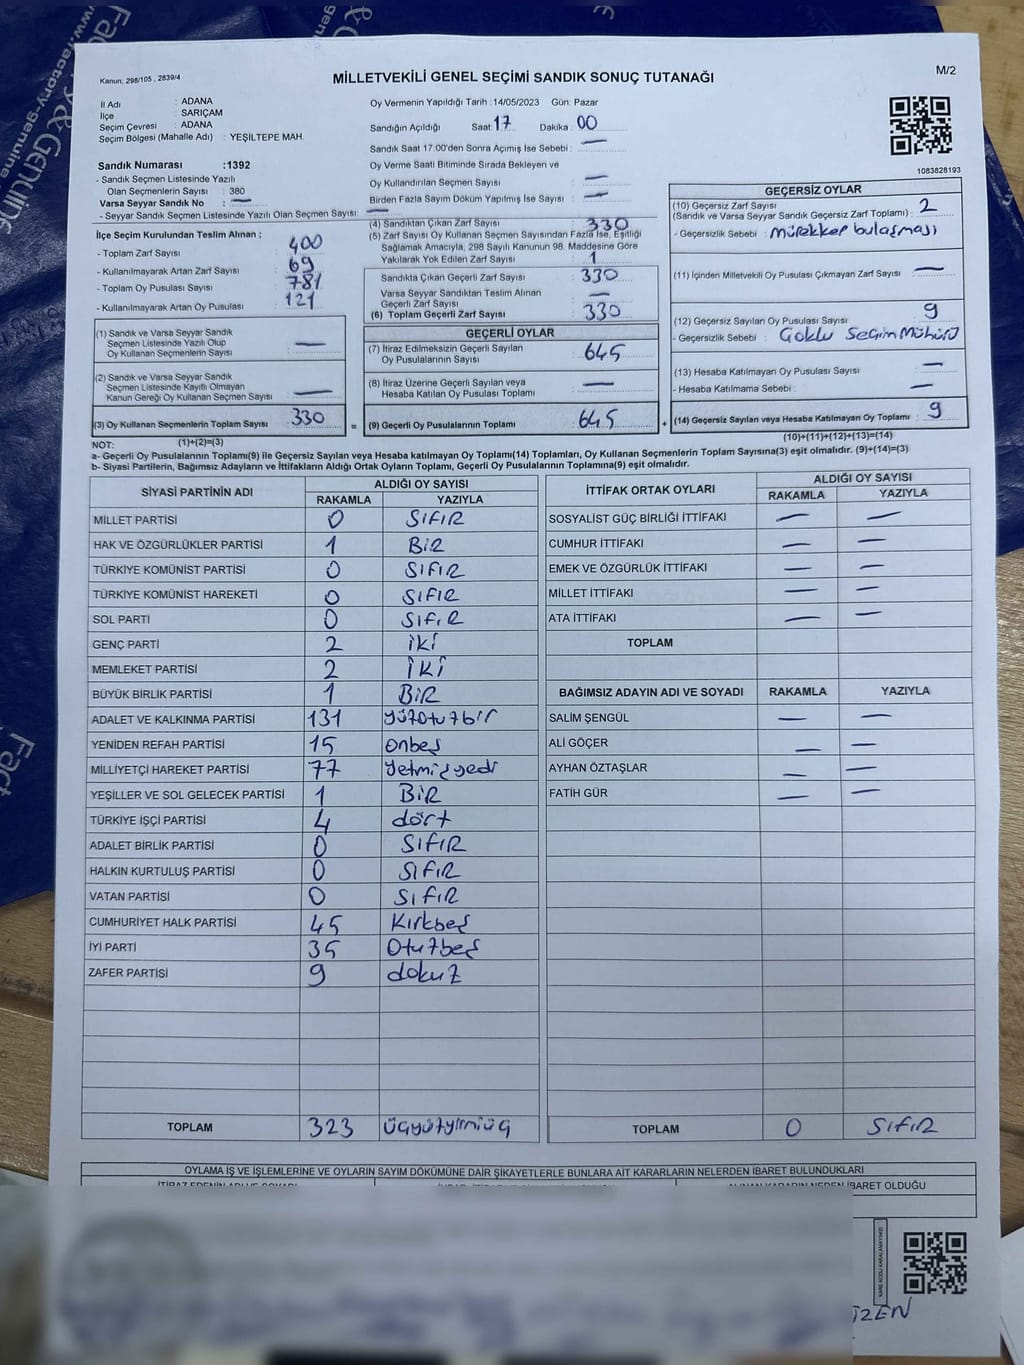 Kanun; 298/105 , 2839/4
MİLLETVEKİLİ GENEL SEÇİMİ SANDIK SONUÇ TUTANAĞI
M/2
İl Adı : ADANA
İlçe : SARIÇAM
Seçim Çevresi : ADANA
Seçim Bölgesi (Mahalle Adı) : YEŞİLTEPE MAH.
Oy Vermenin Yapıldığı Tarih :14/05/2023 Gün: Pazar
Sandığın Açıldığı Saat: 17 Dakika 00
Sandık Saat 17:00'den Sonra Açımış İse Sebebi : —
Oy Verme Saati Bitiminde Sırada Bekleyen ve
Oy Kullandırılan Seçmen Sayısı : —
Birden Fazla Sayım Döküm Yapılmış İse Sayısı : —
1083828193
Sandık Numarası :1392
- Sandık Seçmen Listesinde Yazılı
Olan Seçmenlerin Sayısı : 380
Varsa Seyyar Sandık No : —
- Seyyar Sandık Seçmen Listesinde Yazılı Olan Seçmen Sayısı: —
İlçe Seçim Kurulundan Teslim Alınan :
- Toplam Zarf Sayısı : 400
- Kullanılmayarak Artan Zarf Sayısı : 69
- Toplam Oy Pusulası Sayısı : 781
- Kullanılmayarak Artan Oy Pusulası : 121
(4) Sandıktan Çıkan Zarf Sayısı : 330
(5) Zarf Sayısı Oy Kullanan Seçmen Sayısından Fazla İse, Eşitliği
Sağlamak Amacıyla, 298 Sayılı Kanunun 98. Maddesine Göre
Yakılarak Yok Edilen Zarf Sayısı : 1
Sandıkta Çıkan Geçerli Zarf Sayısı : 330
Varsa Seyyar Sandıktan Teslim Alınan
Geçerli Zarf Sayısı : —
(6) Toplam Geçerli Zarf Sayısı : 330
GEÇERSİZ OYLAR
(10) Geçersiz Zarf Sayısı
(Sandık ve Varsa Seyyar Sandık Geçersiz Zarf Toplamı) : 2
- Geçersizlik Sebebi : Mürekkep bulaşması
(11) İçinden Milletvekili Oy Pusulası Çıkmayan Zarf Sayısı : —
(12) Geçersiz Sayılan Oy Pusulası Sayısı : 9
- Geçersizlik Sebebi : Çoklu Seçim Mühürü
(13) Hesaba Katılmayan Oy Pusulası Sayısı : —
- Hesaba Katılmama Sebebi : —
(14) Geçersiz Sayılan veya Hesaba Katılmayan Oy Toplamı : 9
(10)+(11)+(12)+(13)=(14)
(1) Sandık ve Varsa Seyyar Sandık
Seçmen Listesinde Yazılı Olup
Oy Kullanan Seçmenlerin Sayısı : —
(2) Sandık ve Varsa Seyyar Sandık
Seçmen Listesinde Kayıtlı Olmayan
Kanun Gereği Oy Kullanan Seçmen Sayısı : —
(3) Oy Kullanan Seçmenlerin Toplam Sayısı : 330 =
(1)+(2)=(3)
GEÇERLİ OYLAR
(7) İtiraz Edilmeksizin Geçerli Sayılan
Oy Pusulalarının Sayısı : 645
(8) İtiraz Üzerine Geçerli Sayılan veya
Hesaba Katılan Oy Pusulası Toplamı : —
(9) Geçerli Oy Pusulalarının Toplamı : 645 +
NOT:
a- Geçerli Oy Pusulalarının Toplamı(9) ile Geçersiz Sayılan veya Hesaba katılmayan Oy Toplamı(14) Toplamları, Oy Kullanan Seçmenlerin Toplam Sayısına(3) eşit olmalıdır. (9)+(14)=(3)
b- Siyasi Partilerin, Bağımsız Adayların ve İttifakların Aldığı Ortak Oyların Toplamı, Geçerli Oy Pusulalarının Toplamına(9) eşit olmalıdır.
SİYASİ PARTİNİN ADI
ALDIĞI OY SAYISI
RAKAMLA YAZIYLA
MİLLET PARTİSİ 0 SIFIR
HAK VE ÖZGÜRLÜKLER PARTİSİ 1 BİR
TÜRKİYE KOMÜNİST PARTİSİ 0 SIFIR
TÜRKİYE KOMÜNİST HAREKETİ 0 SIFIR
SOL PARTİ 0 SIFIR
GENÇ PARTİ 2 İKİ
MEMLEKET PARTİSİ 2 İKİ
BÜYÜK BİRLİK PARTİSİ 1 BİR
ADALET VE KALKINMA PARTİSİ 131 yüzotuzbir
YENİDEN REFAH PARTİSİ 15 onbeş
MİLLİYETÇİ HAREKET PARTİSİ 77 yetmişyedi
YEŞİLLER VE SOL GELECEK PARTİSİ 1 BİR
TÜRKİYE İŞÇİ PARTİSİ 4 dört
ADALET BİRLİK PARTİSİ 0 SIFIR
HALKIN KURTULUŞ PARTİSİ 0 SIFIR
VATAN PARTİSİ 0 SIFIR
CUMHURİYET HALK PARTİSİ 45 Kırkbeş
İYİ PARTİ 35 Otuzbeş
ZAFER PARTİSİ 9 dokuz
TOPLAM 323 üçyüzyirmiüç
İTTİFAK ORTAK OYLARI
ALDIĞI OY SAYISI
RAKAMLA YAZIYLA
SOSYALİST GÜÇ BİRLİĞİ İTTİFAKI — —
CUMHUR İTTİFAKI — —
EMEK VE ÖZGÜRLÜK İTTİFAKI — —
MİLLET İTTİFAKI — —
ATA İTTİFAKI — —
TOPLAM
BAĞIMSIZ ADAYIN ADI VE SOYADI RAKAMLA YAZIYLA
SALİM ŞENGÜL — —
ALİ GÖÇER — —
AYHAN ÖZTAŞLAR — —
FATİH GÜR — —
TOPLAM 0 SIFIR
OYLAMA İŞ VE İŞLEMLERİNE VE OYLARIN SAYIM DÖKÜMÜNE DAİR ŞİKAYETLERLE BUNLARA AİT KARARLARIN NELERDEN İBARET BULUNDUKLARI
İTİRAZ EDENİN ADI VE SOYADI
ALINAN KARARIN NEDEN İBARET OLDUĞU